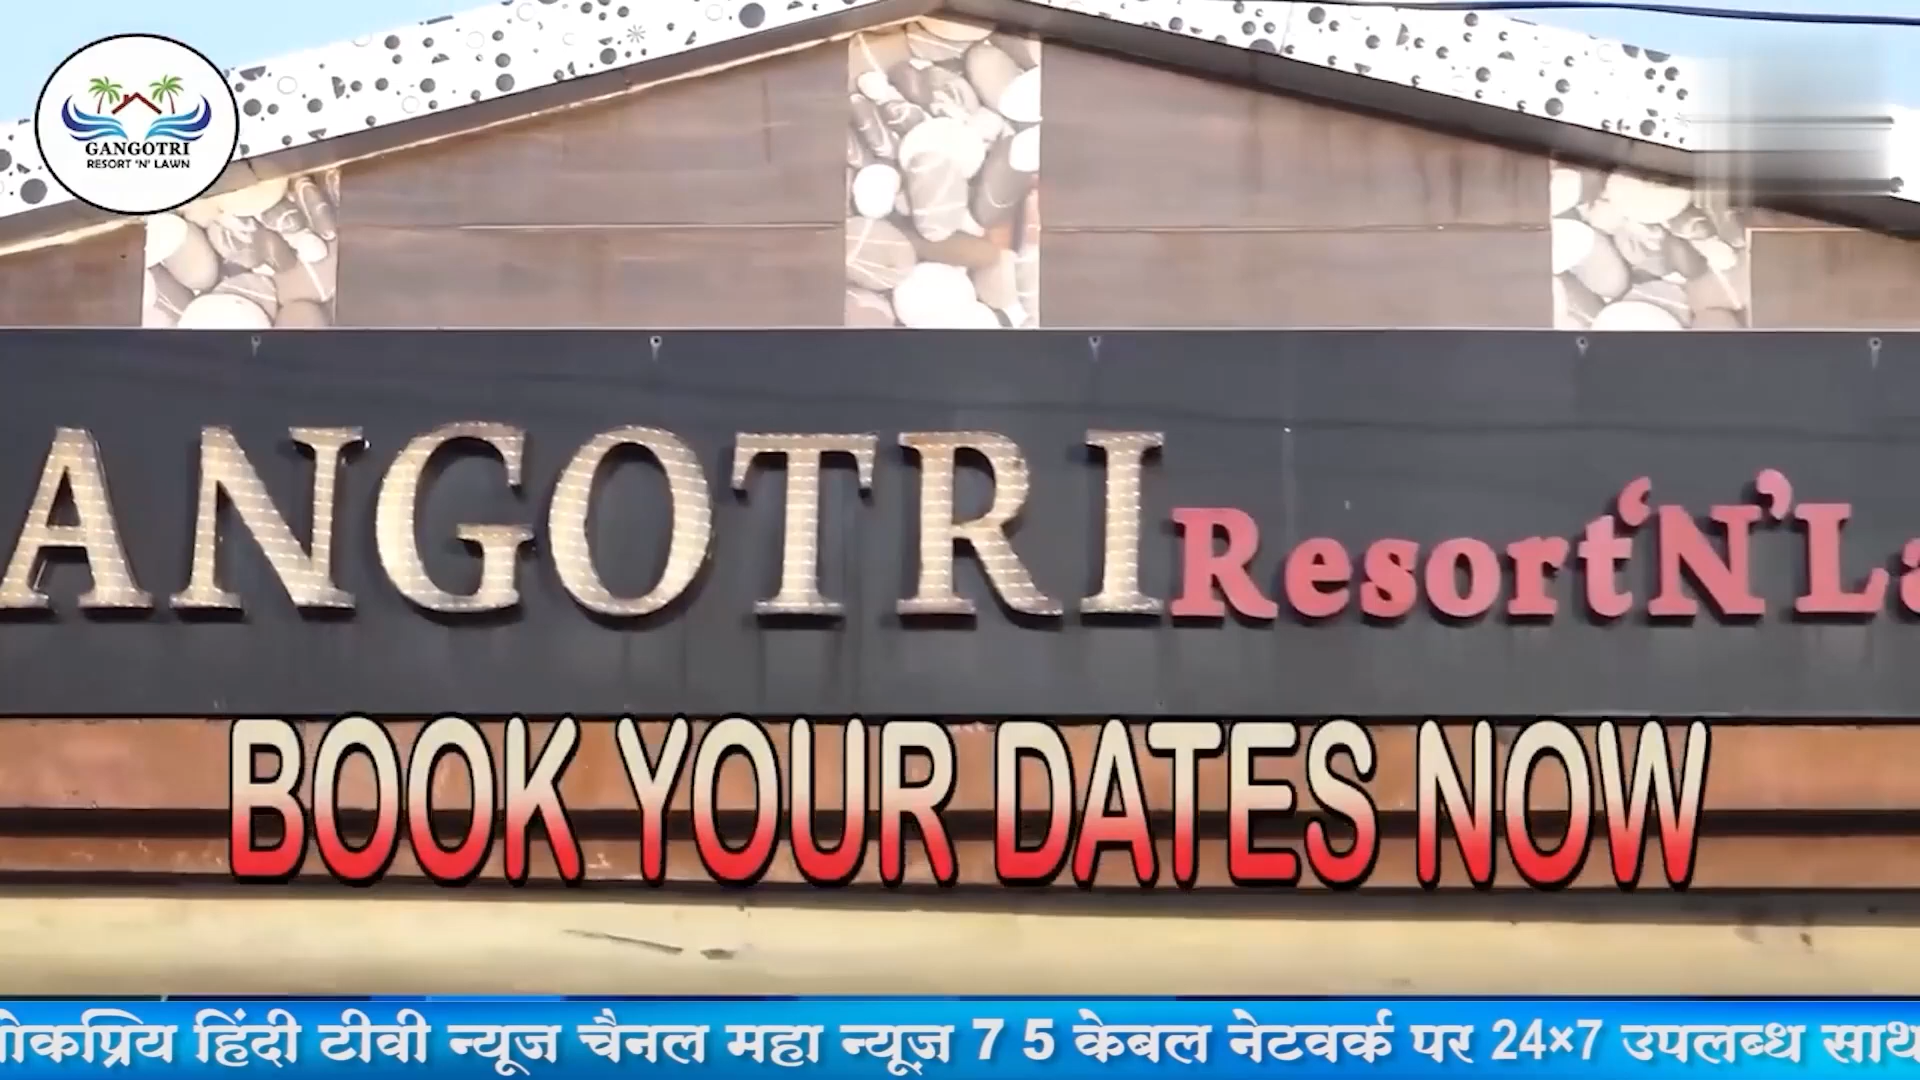 GANGOTRI
RESORT 'N' LAWN
ANGOTRI Resort 'N' La
BOOK YOUR DATES NOW
हिंदी टीवी न्यूज चैनल महा न्यूज़ 7 5 केबल नेटवर्क पर 24×7 उपलब्ध